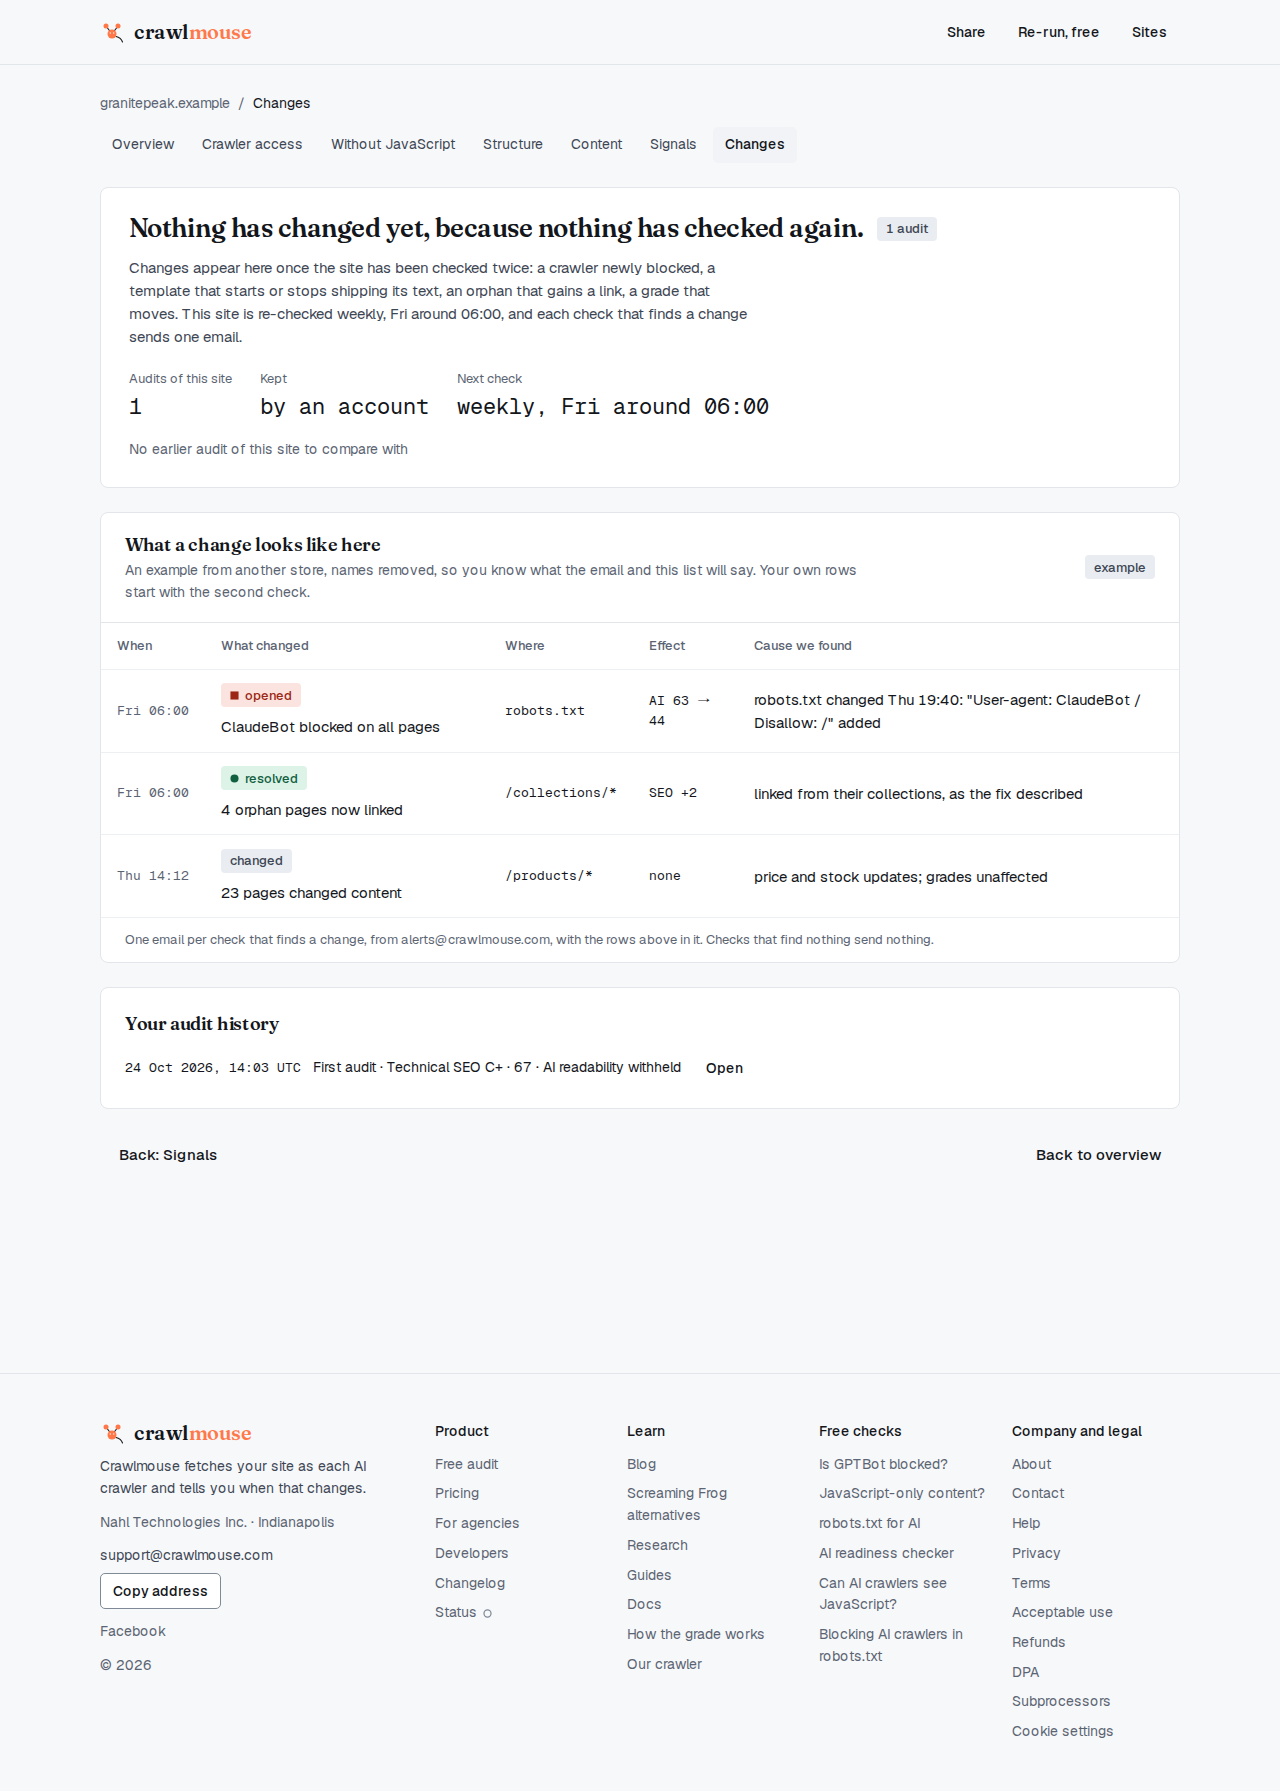 crawlmouse
Share
Re-run, free
Sites
granitepeak.example / Changes
Overview
Crawler access
Without JavaScript
Structure
Content
Signals
Changes
Nothing has changed yet, because nothing has checked again.
1 audit
Changes appear here once the site has been checked twice: a crawler newly blocked, a
template that starts or stops shipping its text, an orphan that gains a link, a grade that
moves. This site is re-checked weekly, Fri around 06:00, and each check that finds a change
sends one email.
Audits of this site
1
Kept
by an account
Next check
weekly, Fri around 06:00
No earlier audit of this site to compare with
What a change looks like here
An example from another store, names removed, so you know what the email and this list will say. Your own rows
start with the second check.
example
When
What changed
Where
Effect
Cause we found
Fri 06:00
opened
ClaudeBot blocked on all pages
robots.txt
AI 63 →
44
robots.txt changed Thu 19:40: "User-agent: ClaudeBot /
Disallow: /" added
Fri 06:00
resolved
4 orphan pages now linked
/collections/*
SEO +2
linked from their collections, as the fix described
Thu 14:12
changed
23 pages changed content
/products/*
none
price and stock updates; grades unaffected
One email per check that finds a change, from alerts@crawlmouse.com, with the rows above in it. Checks that find nothing send nothing.
Your audit history
24 Oct 2026, 14:03 UTC First audit · Technical SEO C+ · 67 · AI readability withheld
Open
Back: Signals
Back to overview
crawlmouse
Crawlmouse fetches your site as each AI
crawler and tells you when that changes.
Nahl Technologies Inc. · Indianapolis
support@crawlmouse.com
Copy address
Facebook
© 2026
Product
Free audit
Pricing
For agencies
Developers
Changelog
Status
Learn
Blog
Screaming Frog
alternatives
Research
Guides
Docs
How the grade works
Our crawler
Free checks
Is GPTBot blocked?
JavaScript-only content?
robots.txt for AI
AI readiness checker
Can AI crawlers see
JavaScript?
Blocking AI crawlers in
robots.txt
Company and legal
About
Contact
Help
Privacy
Terms
Acceptable use
Refunds
DPA
Subprocessors
Cookie settings